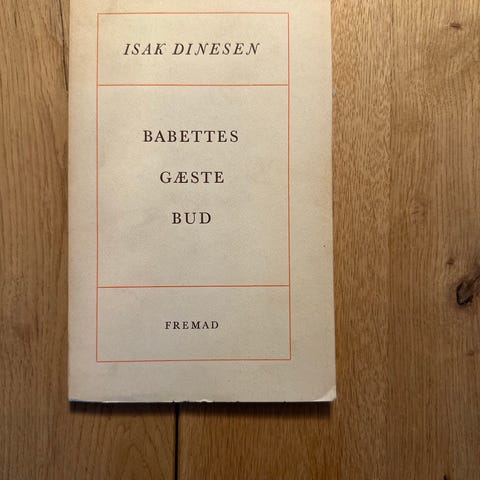 ISAK DINESEN
BABETTES
GÆSTE
BUD
FREMAD